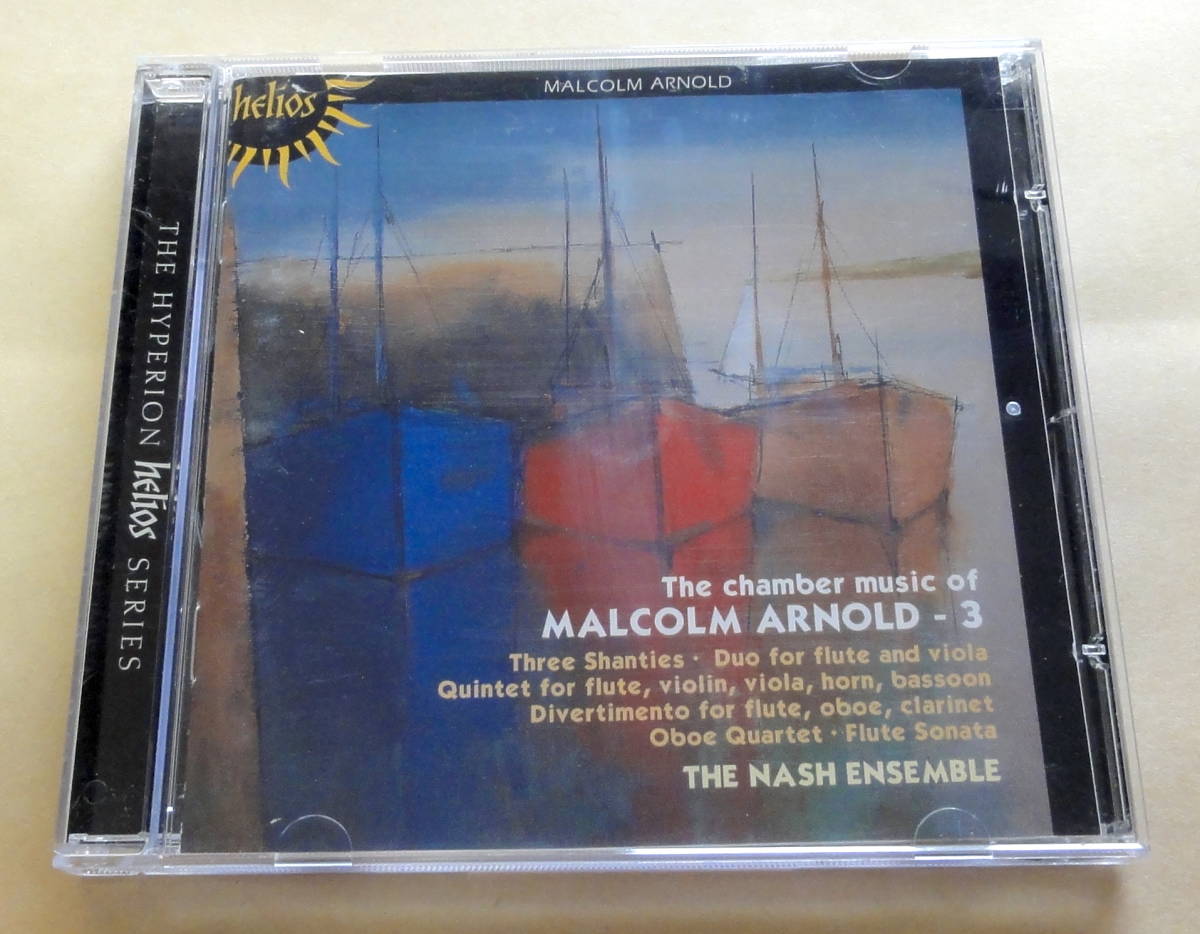 MALCOLM ARNOLD
helios
THE HYPERION helios SERIES
The chamber music of
MALCOLM ARNOLD - 3
Three Shanties · Duo for flute and viola
Quintet for flute, violin, viola, horn, bassoon
Divertimento for flute, oboe, clarinet
Oboe Quartet · Flute Sonata
THE NASH ENSEMBLE